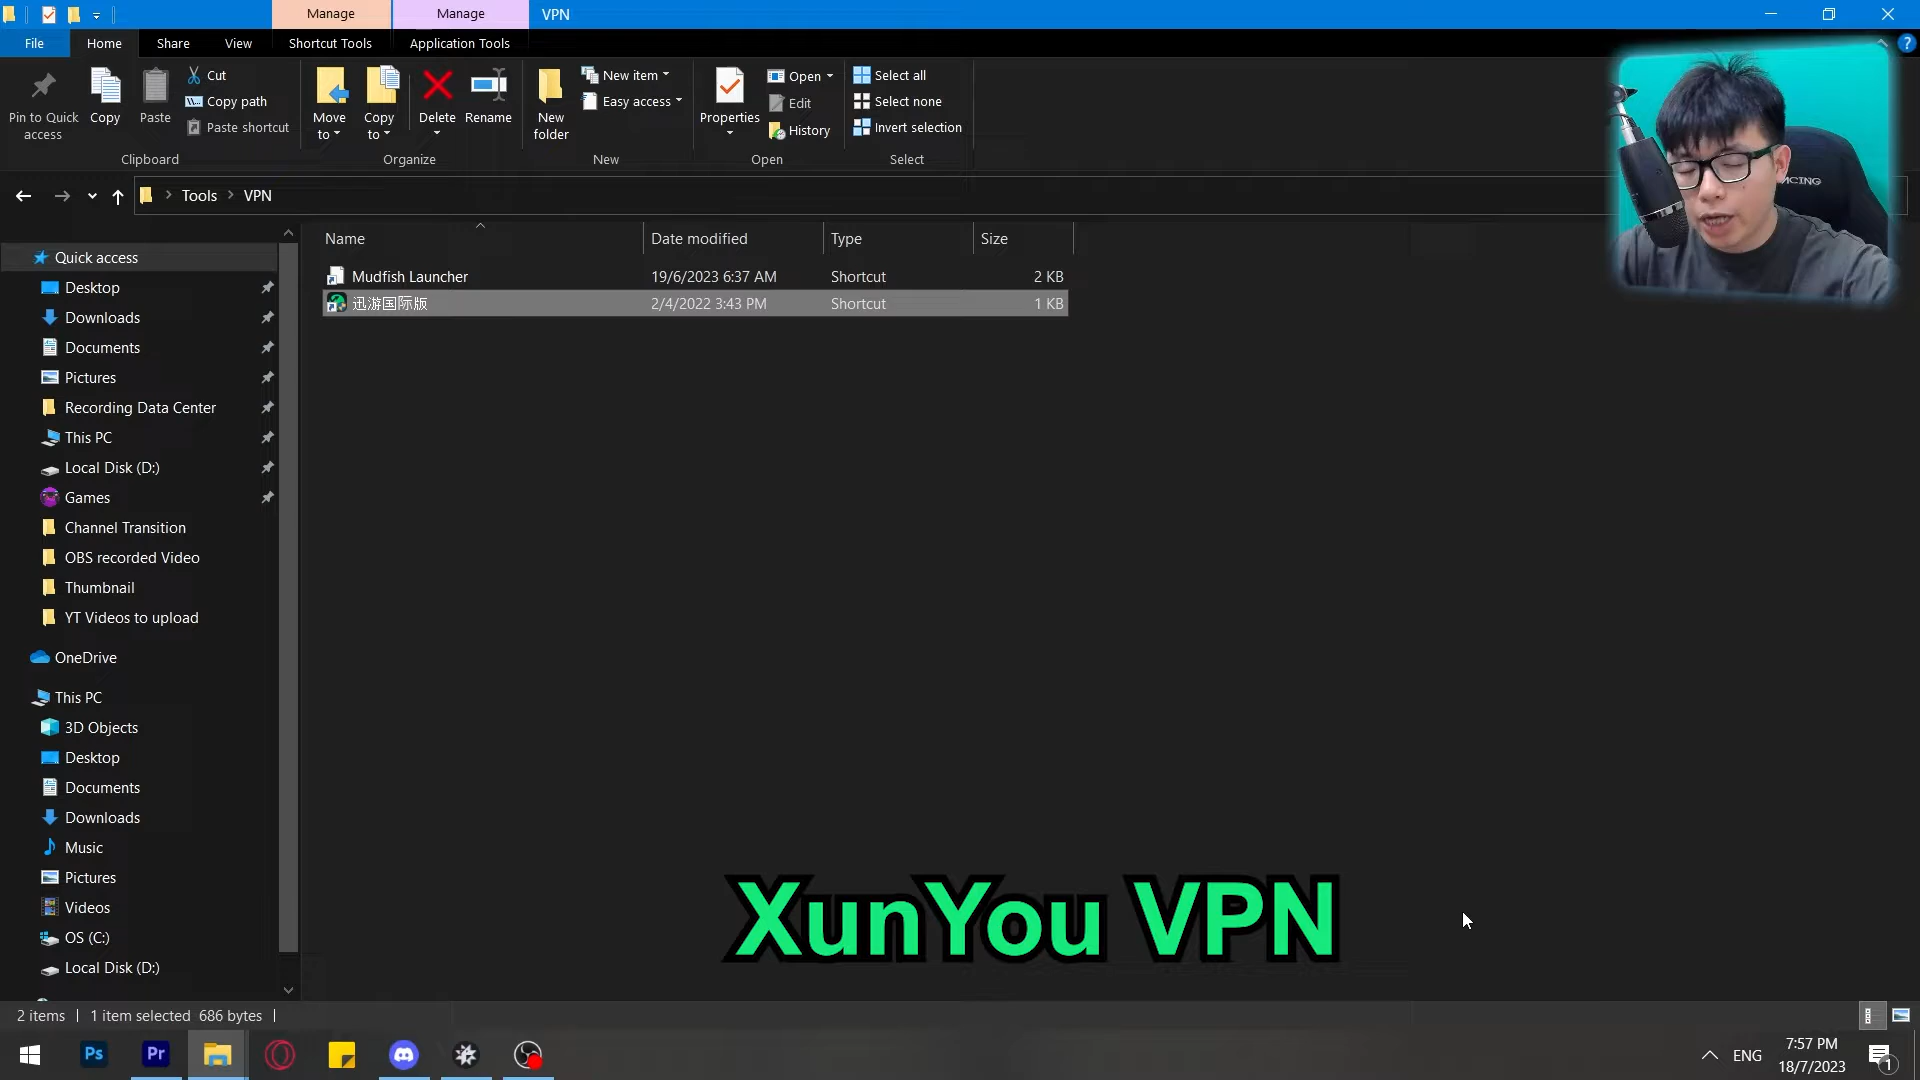 Manage
Manage
VPN
File
Home
Share
View
Shortcut Tools
Application Tools
Pin to Quick access
Copy
Paste
Cut
Copy path
Paste shortcut
Clipboard
Move to
Copy to
Delete
Rename
Organize
New folder
New item
Easy access
New
Properties
Open
Edit
History
Open
Select all
Select none
Invert selection
Select
Tools
VPN
Name
Date modified
Type
Size
Mudfish Launcher 19/6/2023 6:37 AM Shortcut 2 KB
迅游国际版 2/4/2022 3:43 PM Shortcut 1 KB
Quick access
Desktop
Downloads
Documents
Pictures
Recording Data Center
This PC
Local Disk (D:)
Games
Channel Transition
OBS recorded Video
Thumbnail
YT Videos to upload
OneDrive
This PC
3D Objects
Desktop
Documents
Downloads
Music
Pictures
Videos
OS (C:)
Local Disk (D:)
XunYou VPN
2 items 1 item selected 686 bytes
Ps
Pr
ENG
7:57 PM
18/7/2023
1